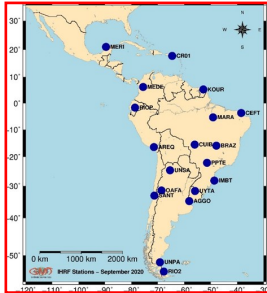 30
N
W
E
S
MERI
20
CR01
10
MEDE
KOUR
0
RIOP
CEFT
MARA
-10
AREQ
CUIB
BRAZ
-20
PPTE
UNSA
IMBT
-30
OAFA
SANT
UYTA
AGGO
-40
0 km
1000 km
2000 km
-50
UNPA
IHRF Stations – September 2020
RIO2
-120 -110 -100 -90 -80 -70 -60 -50 -40 -30